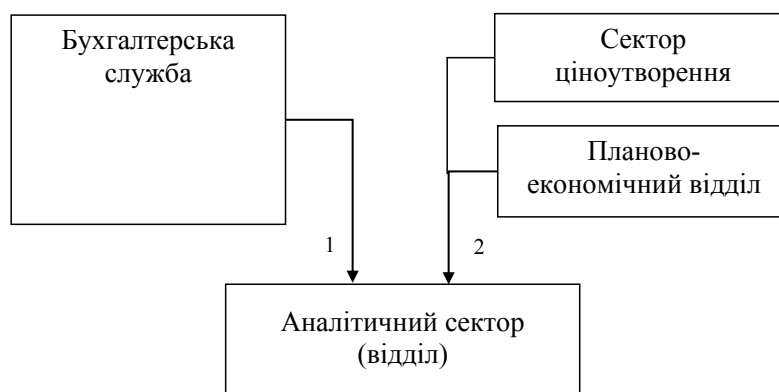 Бухгалтерська
служба
Сектор
ціноутворення
Планово-
економічний відділ
1
2
Аналітичний сектор
(відділ)